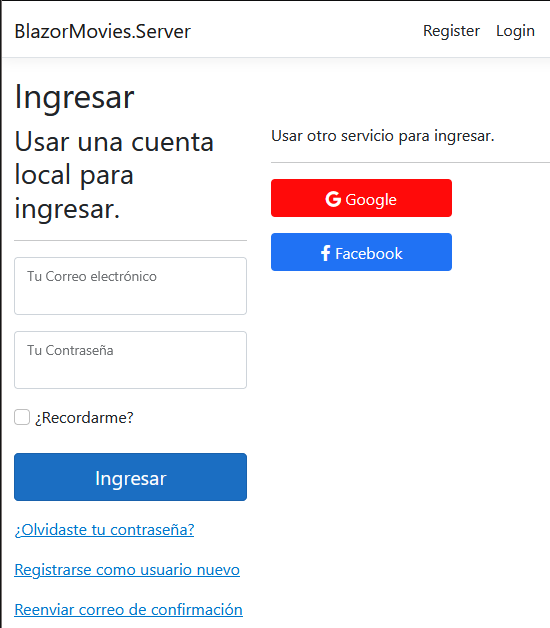 BlazorMovies.Server
Register Login
Ingresar
Usar una cuenta
local para
ingresar.
Tu Correo electrónico
Tu Contraseña
¿Recordarme?
Ingresar
¿Olvidaste tu contraseña?
Registrarse como usuario nuevo
Reenviar correo de confirmación
Usar otro servicio para ingresar.
Google
Facebook